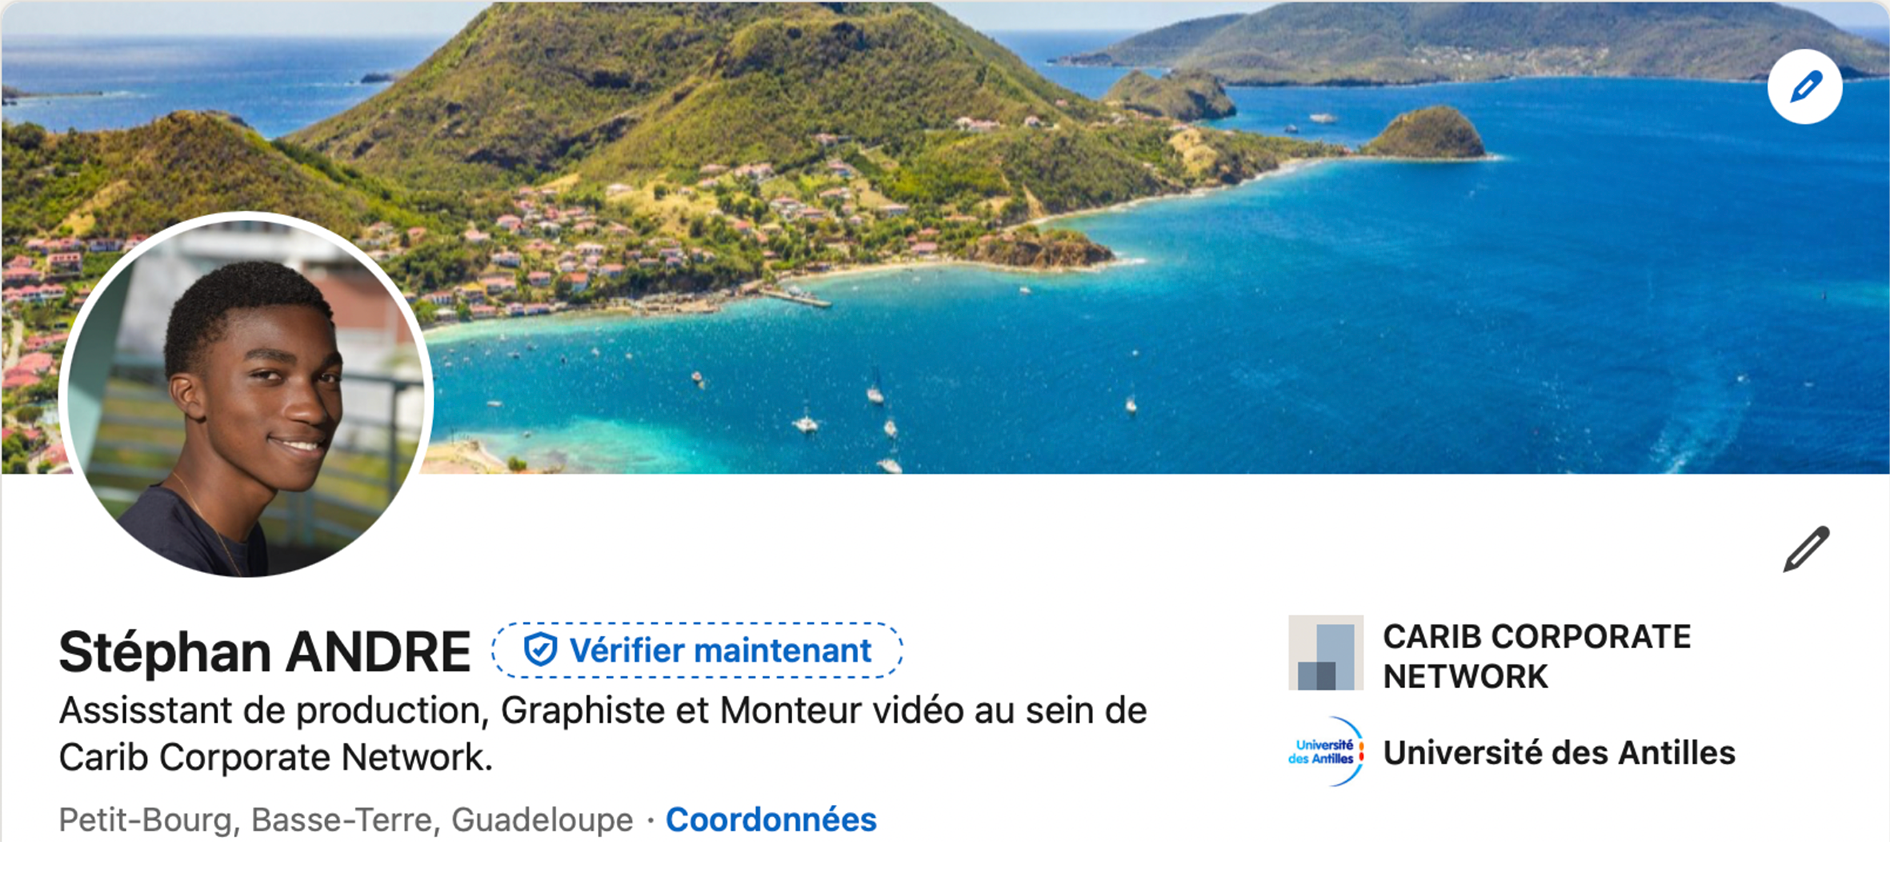 Stéphan ANDRE
Vérifier maintenant
Assisstant de production, Graphiste et Monteur vidéo au sein de
Carib Corporate Network.
Petit-Bourg, Basse-Terre, Guadeloupe · Coordonnées
CARIB CORPORATE
NETWORK
Université
des Antilles
Université des Antilles